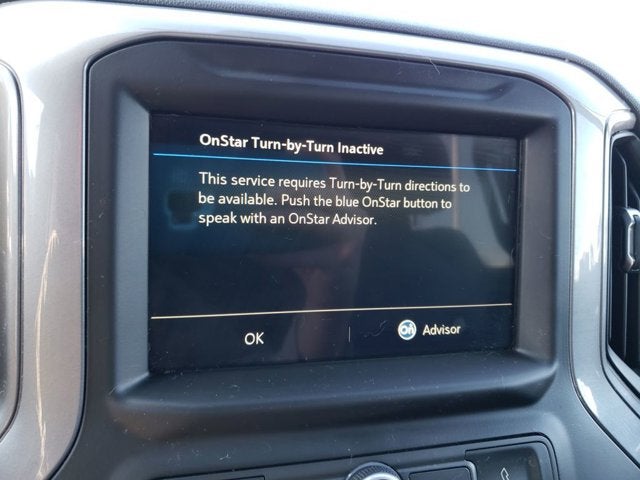 OnStar Turn-by-Turn Inactive
This service requires Turn-by-Turn directions to
be available. Push the blue OnStar button to
speak with an OnStar Advisor.
OK
On Advisor